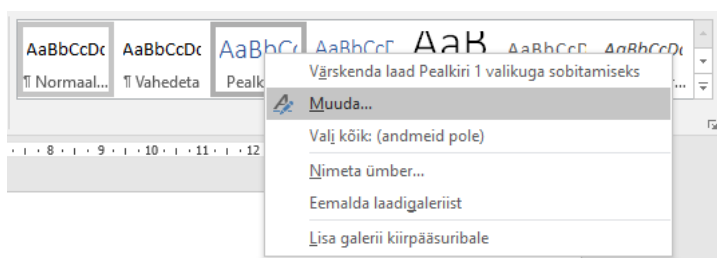 AaBbCcDc AaBbCcDc AaBbCc AaBbCcD AaB AaBbCcD AaBbCcDc
¶ Normaal... ¶ Vahedeta Pealk
Värskenda laad Pealkiri 1 valikuga sobitamiseks
Muuda...
Valj kõik: (andmeid pole)
Nimeta ümber...
Eemalda laadigaleriist
Lisa galerii kiirpääsuribale
8 9 10 11 12